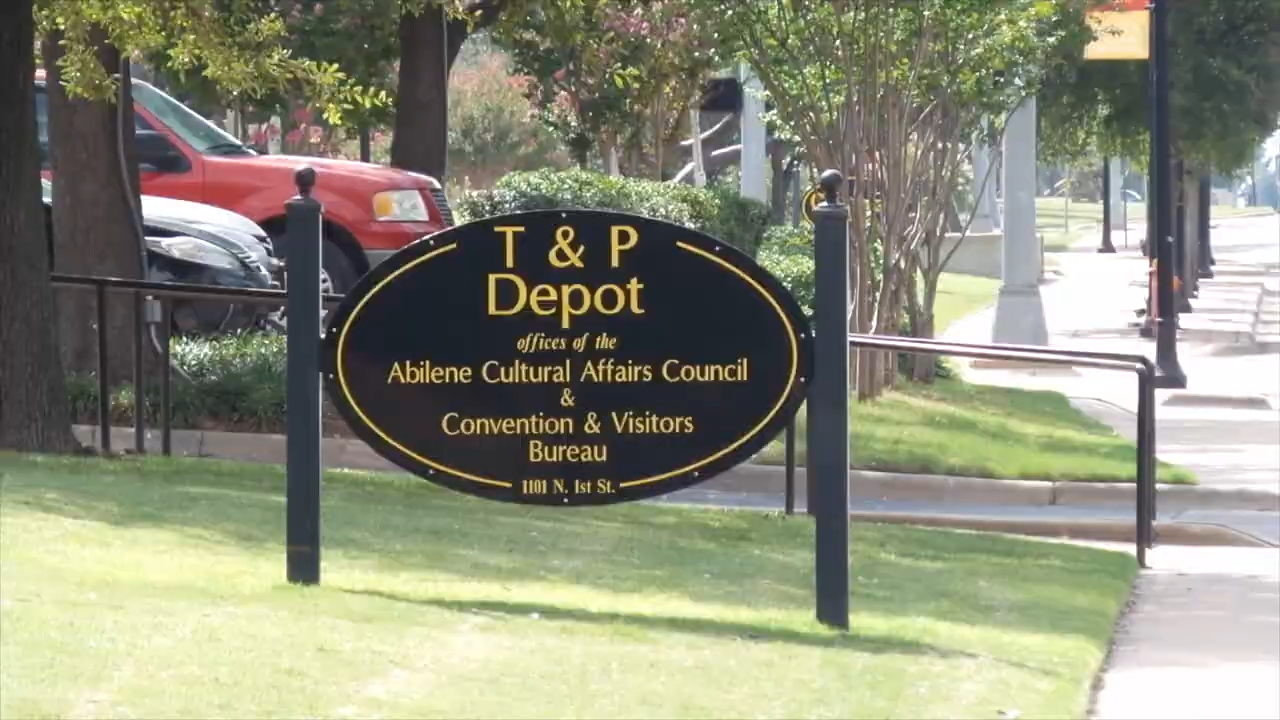 T & P
Depot
offices of the
Abilene Cultural Affairs Council
&
Convention & Visitors
Bureau
1101 N. 1st St.